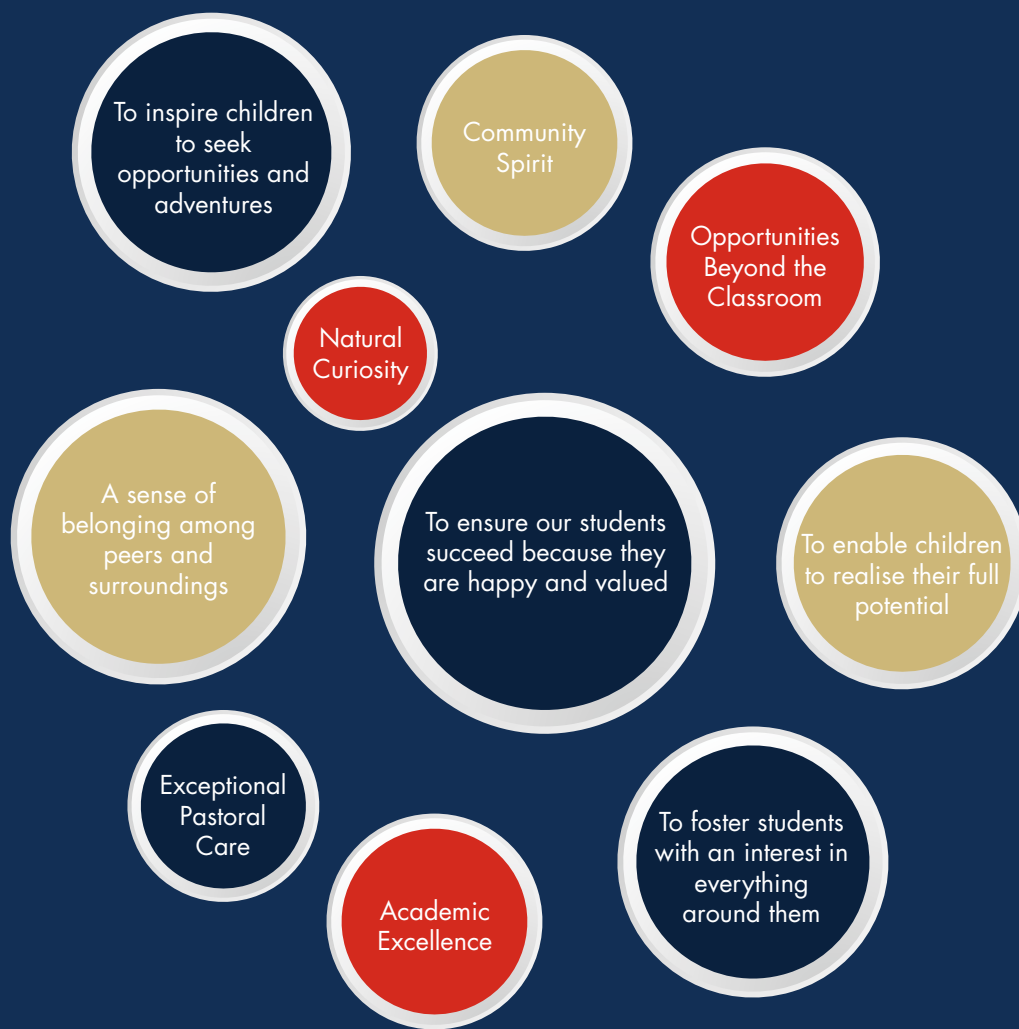 To inspire children
to seek
opportunities and
adventures
Community
Spirit
Opportunities
Beyond the
Classroom
Natural
Curiosity
A sense of
belonging among
peers and
surroundings
To ensure our students
succeed because they
are happy and valued
To enable children
to realise their full
potential
Exceptional
Pastoral
Care
Academic
Excellence
To foster students
with an interest in
everything
around them